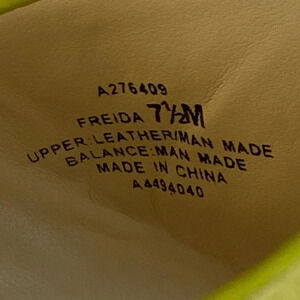 A276409
FREIDA 7½M
UPPER:LEATHER/MAN MADE
BALANCE:MAN MADE
MADE IN CHINA
A4494040